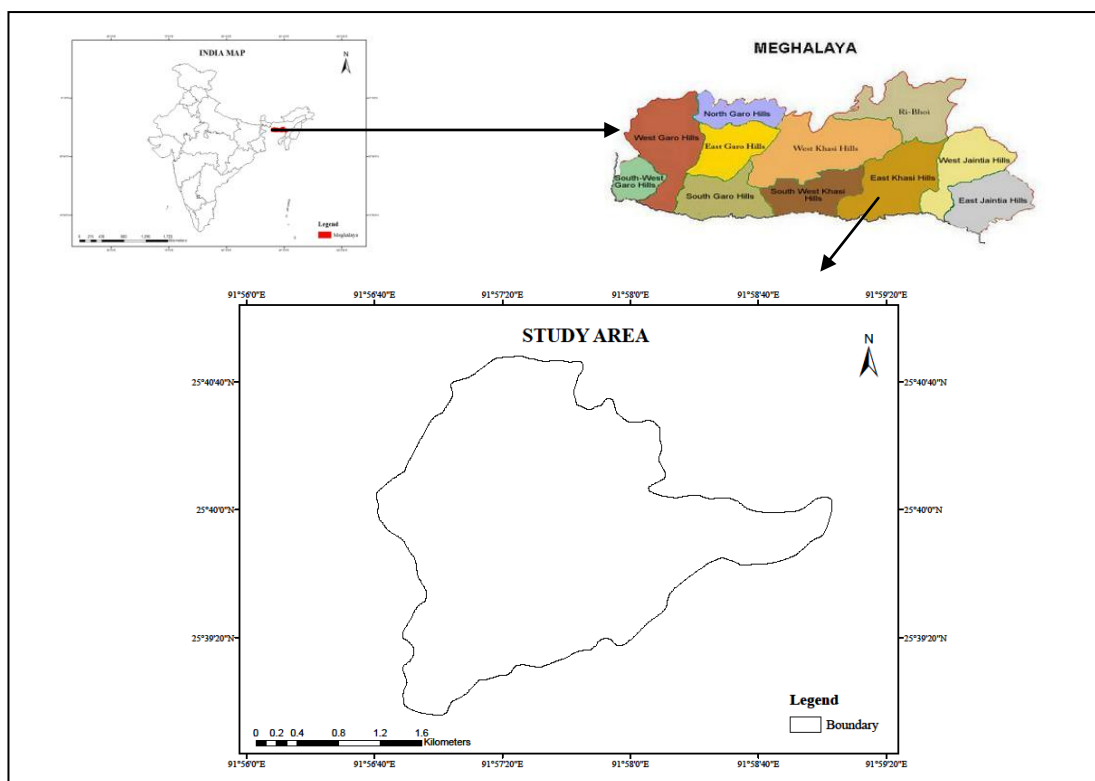 INDIA MAP
N
Legend
Meghalaya
MEGHALAYA
Ri-Bhoi
North Garo Hills
West Garo Hills
East Garo Hills
West Khasi Hills
West Jaintia Hills
South-West
Garo Hills
East Khasi Hills
South Garo Hills
South West Khasi
Hills
East Jaintia Hills
91°56'0"E
91°56'40"E
91°57'20"E
91°58'0"E
91°58'40"E
91°59'20"E
STUDY AREA
N
25°40'40"N
25°40'40"N
25°40'0"N
25°40'0"N
25°39'20"N
25°39'20"N
Legend
Boundary
0 0.2 0.4 0.8 1.2 1.6
Kilometers
91°56'0"E
91°56'40"E
91°57'20"E
91°58'0"E
91°58'40"E
91°59'20"E